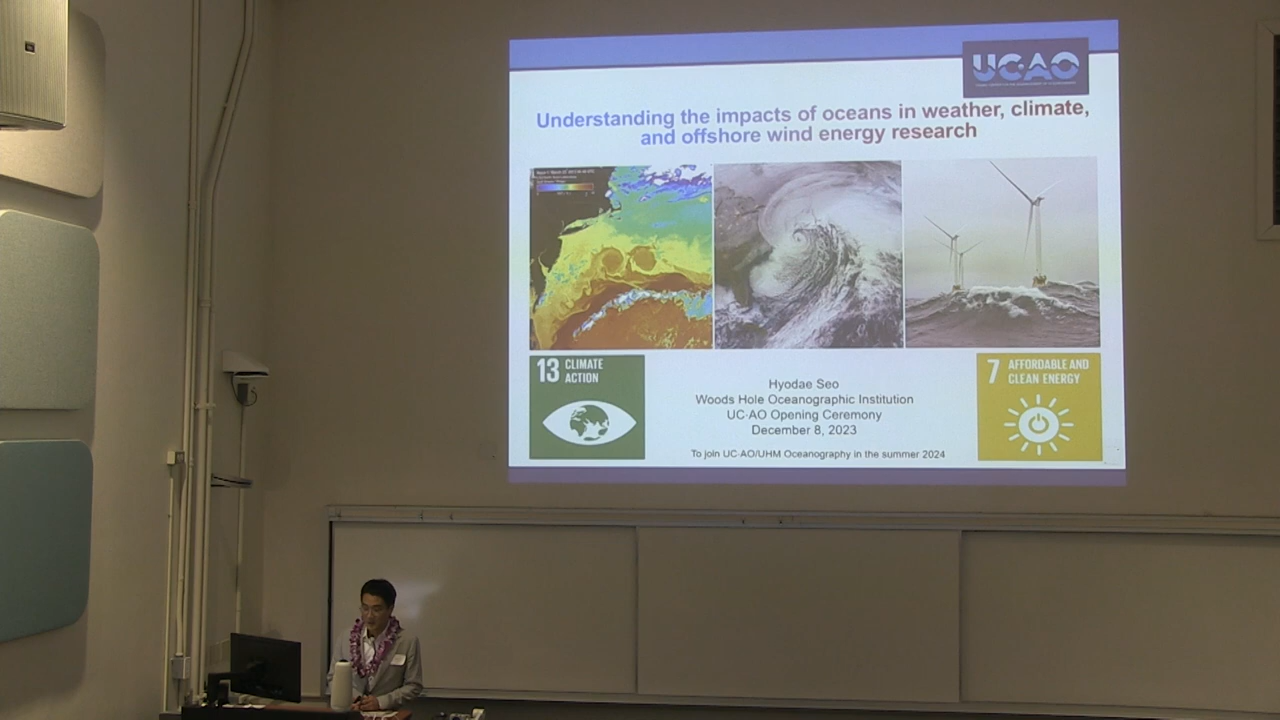 UC·AO
Understanding the impacts of oceans in weather, climate,
and offshore wind energy research
13 CLIMATE
ACTION
7 AFFORDABLE AND
CLEAN ENERGY
Hyodae Seo
Woods Hole Oceanographic Institution
UC·AO Opening Ceremony
December 8, 2023
To join UC·AO/UHM Oceanography in the summer 2024